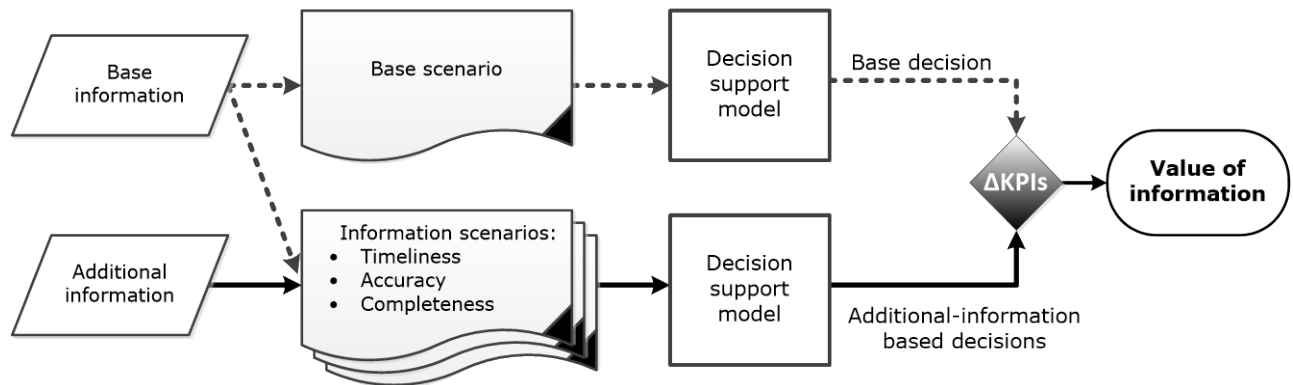 Base
information
Base scenario
Decision
support
model
Base decision
ΔKPIs
Value of
information
Additional
information
Information scenarios:
• Timeliness
• Accuracy
• Completeness
Decision
support
model
Additional-information
based decisions